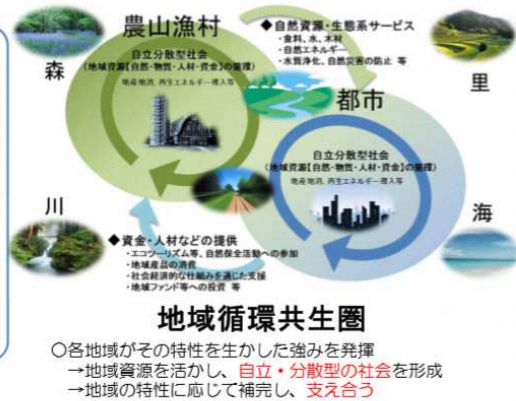 農山漁村
◆自然資源・生態系サービス
・食料、水、木材
・自然エネルギー
・水質浄化、自然災害の防止 等
森
自立分散型社会
(地域資源【自然・物質・人材・資金】の循環)
地産地消、再生エネルギー導入等
里
都市
自立分散型社会
(地域資源【自然・物質・人材・資金】の循環)
地産地消、再生エネルギー導入等
川
海
◆資金・人材などの提供
・エコツーリズム等、自然保全活動への参加
・地域産品の消費
・社会経済的な仕組みを通じた支援
・地域ファンド等への投資 等
地域循環共生圏
○各地域がその特性を生かした強みを発揮
→地域資源を活かし、自立・分散型の社会を形成
→地域の特性に応じて補完し、支え合う